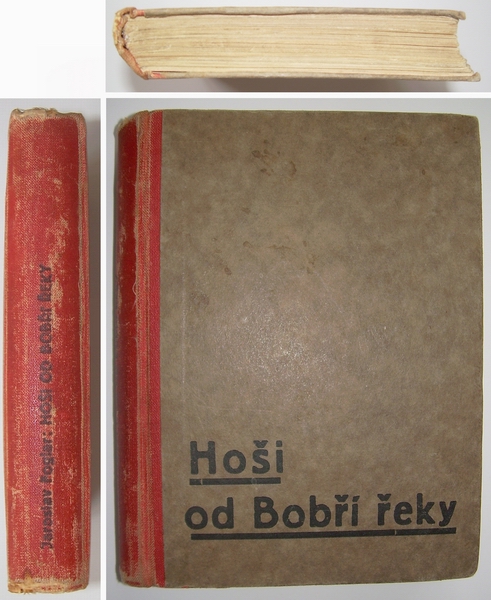 Jaroslav Foglar: HOŠI OD BOBŘÍ ŘEKY
Hoši
od Bobří řeky